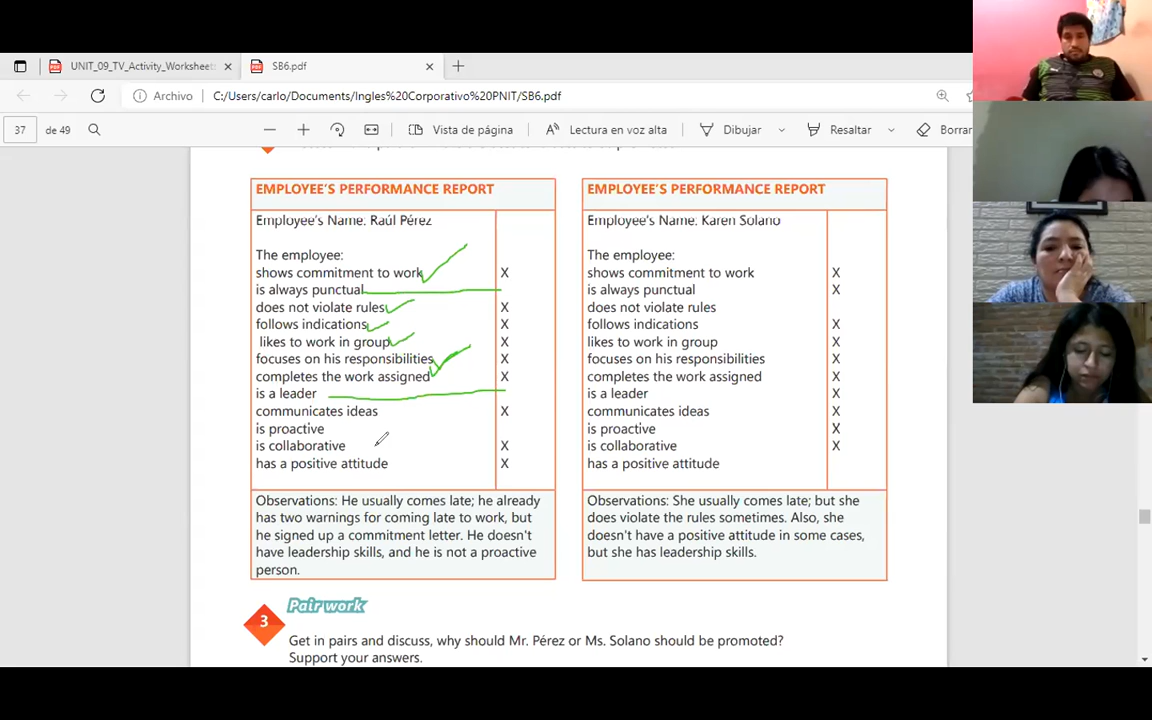 UNIT_09_TV_Activity_Worksheet
SB6.pdf
Archivo
C:/Users/carlo/Documents/Ingles%20Corporativo%20PNIT/SB6.pdf
37
de 49
Vista de página
Lectura en voz alta
Dibujar
Resaltar
Borrar
EMPLOYEE'S PERFORMANCE REPORT
Employee's Name: Raúl Pérez
The employee:
shows commitment to work X
is always punctual
does not violate rules X
follows indications X
likes to work in group X
focuses on his responsibilities X
completes the work assigned X
is a leader
communicates ideas X
is proactive
is collaborative X
has a positive attitude X
Observations: He usually comes late; he already
has two warnings for coming late to work, but
he signed up a commitment letter. He doesn't
have leadership skills, and he is not a proactive
person.
EMPLOYEE'S PERFORMANCE REPORT
Employee's Name: Karen Solano
The employee:
shows commitment to work X
is always punctual X
does not violate rules
follows indications X
likes to work in group X
focuses on his responsibilities X
completes the work assigned X
is a leader X
communicates ideas X
is proactive X
is collaborative X
has a positive attitude
Observations: She usually comes late; but she
does violate the rules sometimes. Also, she
doesn't have a positive attitude in some cases,
but she has leadership skills.
3
Pair work
Get in pairs and discuss, why should Mr. Pérez or Ms. Solano should be promoted?
Support your answers.